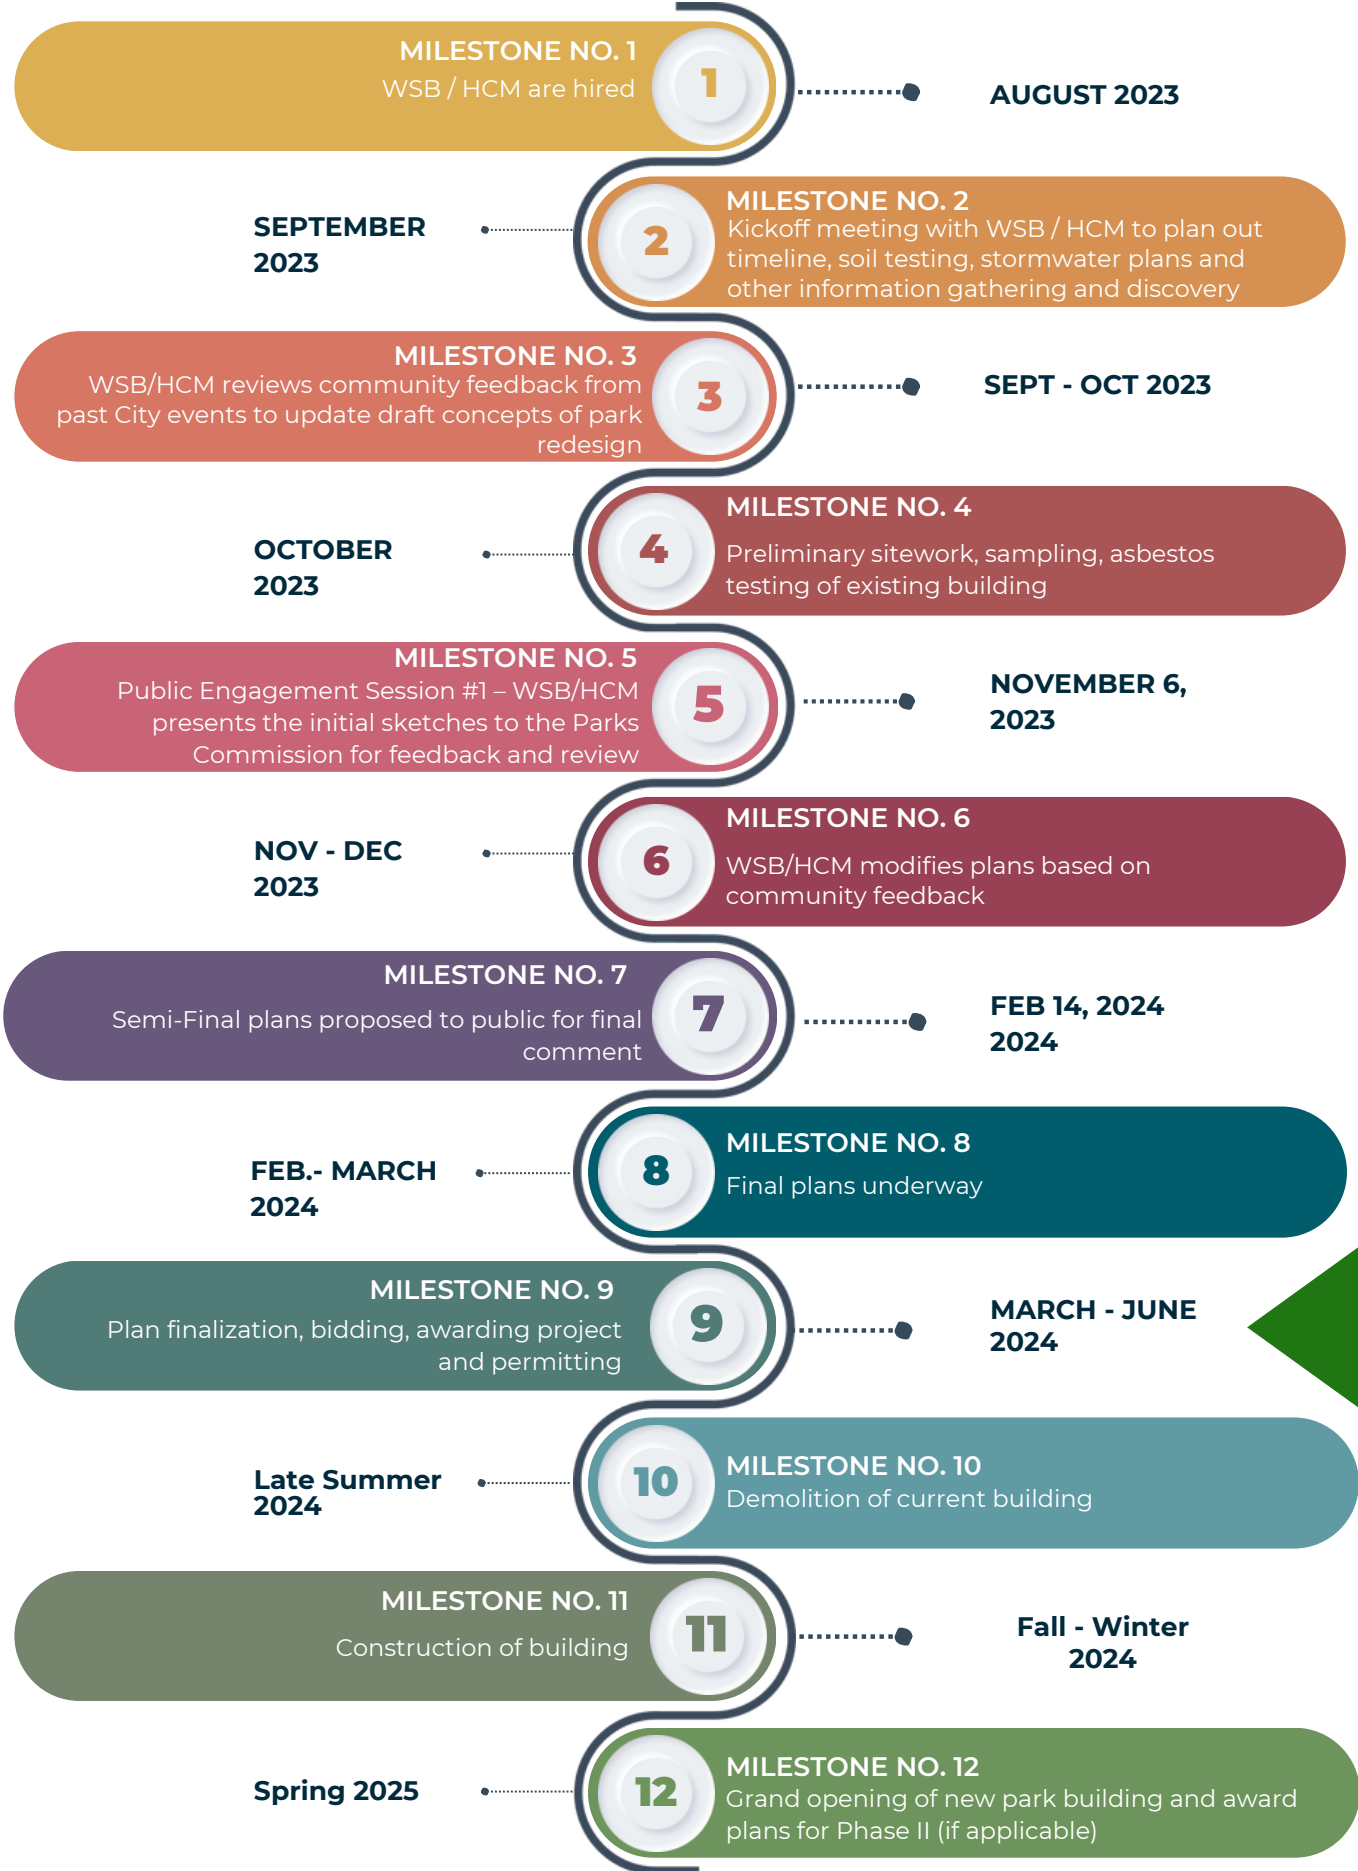 MILESTONE NO. 1
WSB / HCM are hired
1
AUGUST 2023
SEPTEMBER
2023
2
MILESTONE NO. 2
Kickoff meeting with WSB / HCM to plan out
timeline, soil testing, stormwater plans and
other information gathering and discovery
MILESTONE NO. 3
WSB/HCM reviews community feedback from
past City events to update draft concepts of park
redesign
3
SEPT - OCT 2023
OCTOBER
2023
4
MILESTONE NO. 4
Preliminary sitework, sampling, asbestos
testing of existing building
MILESTONE NO. 5
Public Engagement Session #1 – WSB/HCM
presents the initial sketches to the Parks
Commission for feedback and review
5
NOVEMBER 6,
2023
NOV - DEC
2023
6
MILESTONE NO. 6
WSB/HCM modifies plans based on
community feedback
MILESTONE NO. 7
Semi-Final plans proposed to public for final
comment
7
FEB 14, 2024
2024
FEB.- MARCH
2024
8
MILESTONE NO. 8
Final plans underway
MILESTONE NO. 9
Plan finalization, bidding, awarding project
and permitting
9
MARCH - JUNE
2024
Late Summer
2024
10
MILESTONE NO. 10
Demolition of current building
MILESTONE NO. 11
Construction of building
11
Fall - Winter
2024
Spring 2025
12
MILESTONE NO. 12
Grand opening of new park building and award
plans for Phase II (if applicable)